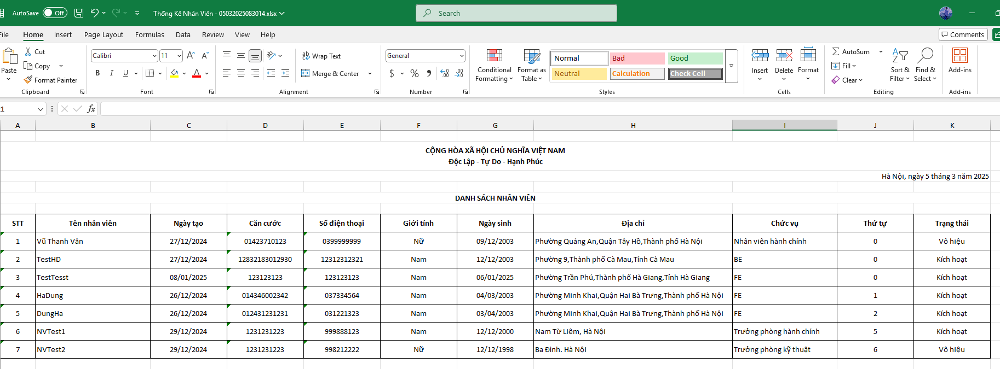 AutoSave Off Thống Kê Nhân Viên - 05032025083014.xlsx Search
File Home Insert Page Layout Formulas Data Review View Help Comments
Paste Cut Copy Format Painter Clipboard
Calibri 11 B I U A Font
Wrap Text Merge & Center Alignment
General $ % Number
Conditional Formatting Format as Table Normal Bad Good
Neutral Calculation Check Cell Styles
Insert Delete Format Cells
AutoSum Fill Clear Sort & Filter Find & Select Editing
Add-ins Add-ins
fx
A B C D E F G H I J K
CỘNG HÒA XÃ HỘI CHỦ NGHĨA VIỆT NAM
Độc Lập - Tự Do - Hạnh Phúc
Hà Nội, ngày 5 tháng 3 năm 2025
DANH SÁCH NHÂN VIÊN
STT Tên nhân viên Ngày tạo Căn cước Số điện thoại Giới tính Ngày sinh Địa chỉ Chức vụ Thứ tự Trạng thái
1 Vũ Thanh Vân 27/12/2024 01423710123 0399999999 Nữ 09/12/2003 Phường Quảng An,Quận Tây Hồ,Thành phố Hà Nội Nhân viên hành chính 0 Vô hiệu
2 TestHD 27/12/2024 12832183012930 12312312321 Nam 12/12/2003 Phường 9,Thành phố Cà Mau,Tỉnh Cà Mau BE 0 Kích hoạt
3 TestTesst 08/01/2025 123123123 123123123 Nam 06/01/2025 Phường Trần Phú,Thành phố Hà Giang,Tỉnh Hà Giang FE 0 Kích hoạt
4 HaDung 26/12/2024 014346002342 037334564 Nam 04/03/2003 Phường Minh Khai,Quận Hai Bà Trưng,Thành phố Hà Nội FE 1 Kích hoạt
5 DungHa 26/12/2024 012431231231 031221323 Nam 03/04/2003 Phường Minh Khai,Quận Hai Bà Trưng,Thành phố Hà Nội FE 2 Kích hoạt
6 NVTest1 29/12/2024 1231231223 999888123 Nam 12/12/2000 Nam Từ Liêm, Hà Nội Trưởng phòng hành chính 5 Kích hoạt
7 NVTest2 29/12/2024 1231231223 998212222 Nữ 12/12/1998 Ba Đình. Hà Nội Trưởng phòng kỹ thuật 6 Vô hiệu